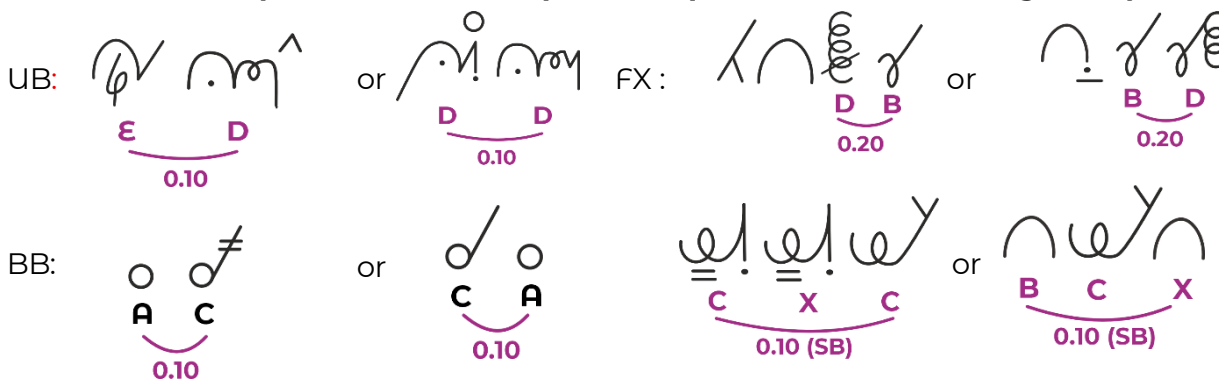 UB: or FX : or
Ɛ D D D D B B D
0.10 0.10 0.20 0.20
BB: or or
A C C A C X C B C X
0.10 0.10 0.10 (SB) 0.10 (SB)